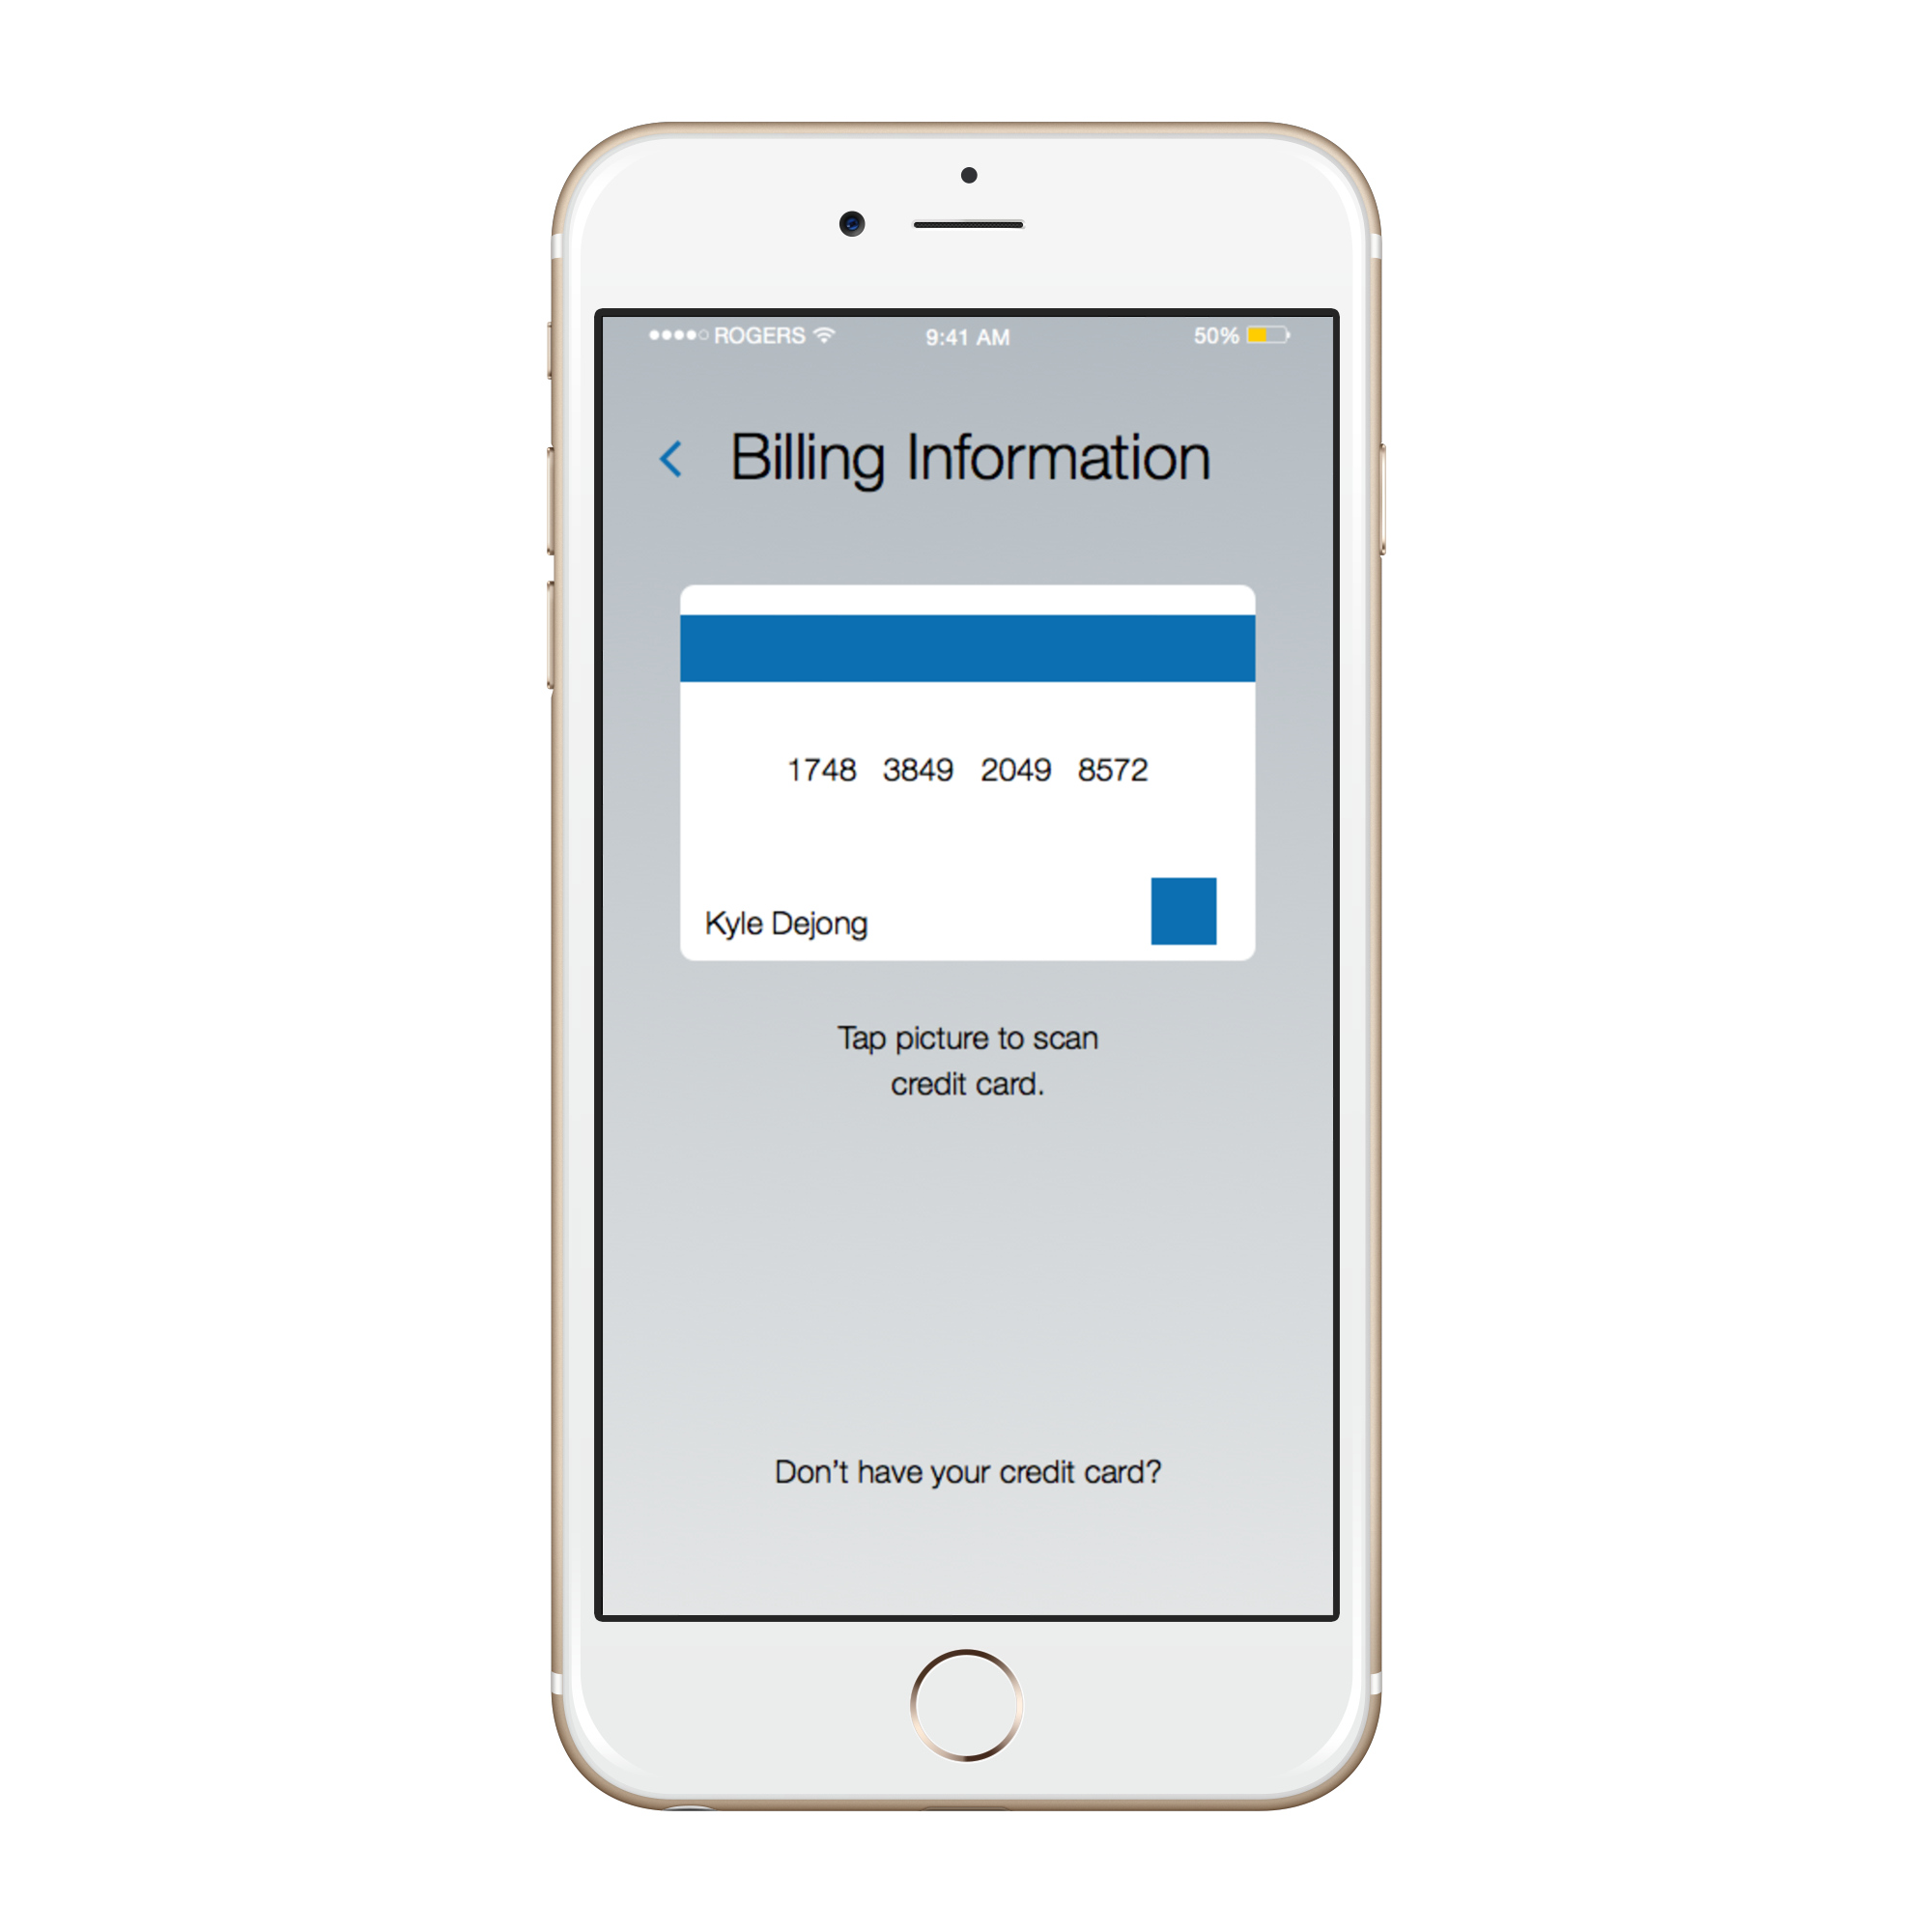 ROGERS 9:41 AM 50%
Billing Information
1748 3849 2049 8572
Kyle Dejong
Tap picture to scan
credit card.
Don’t have your credit card?